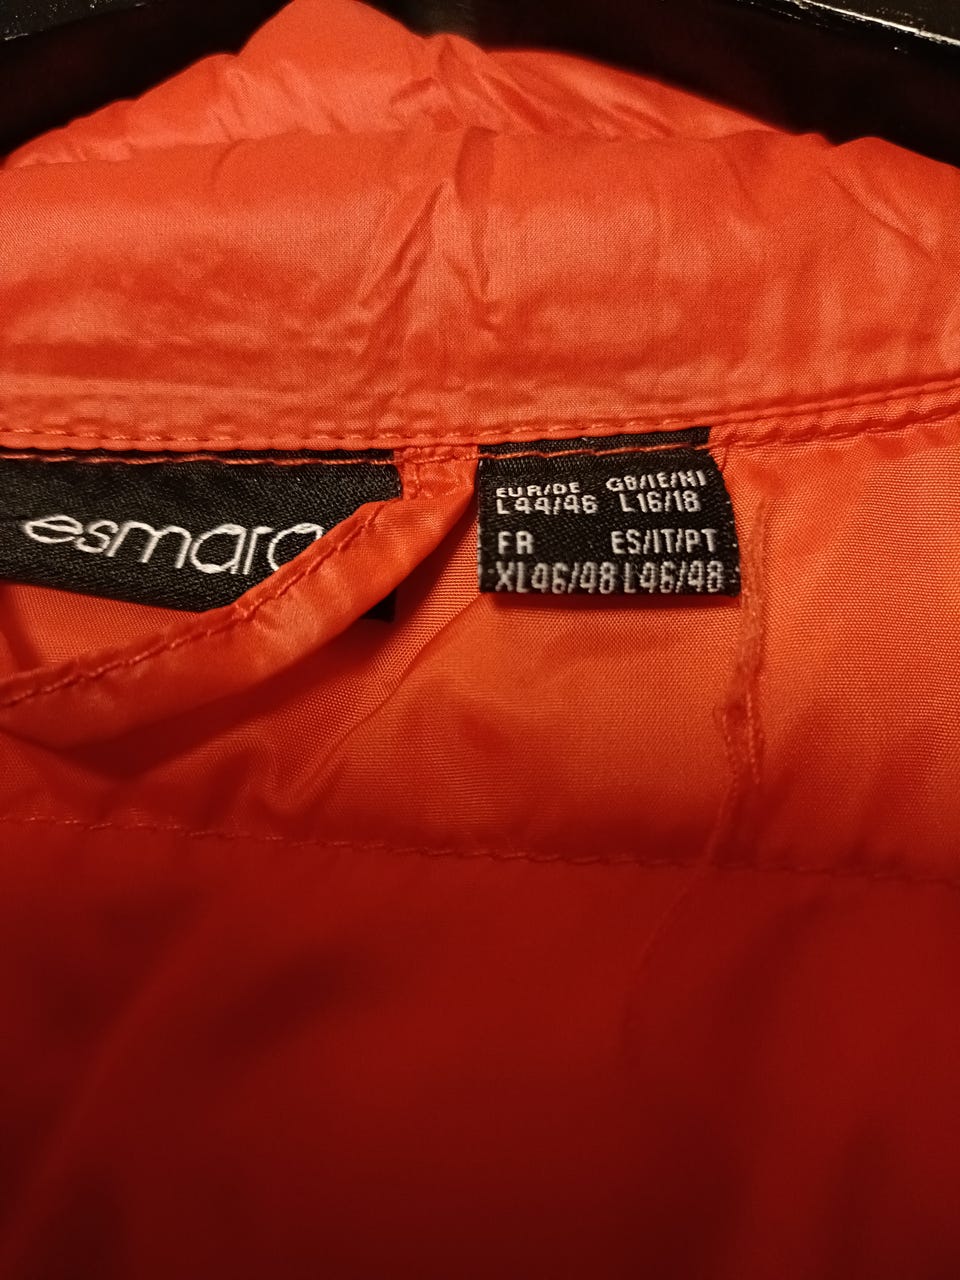 esmara
EUR/DE GB/IE/NI
L44/46 L16/18
FR ES/IT/PT
XL46/48 L46/48